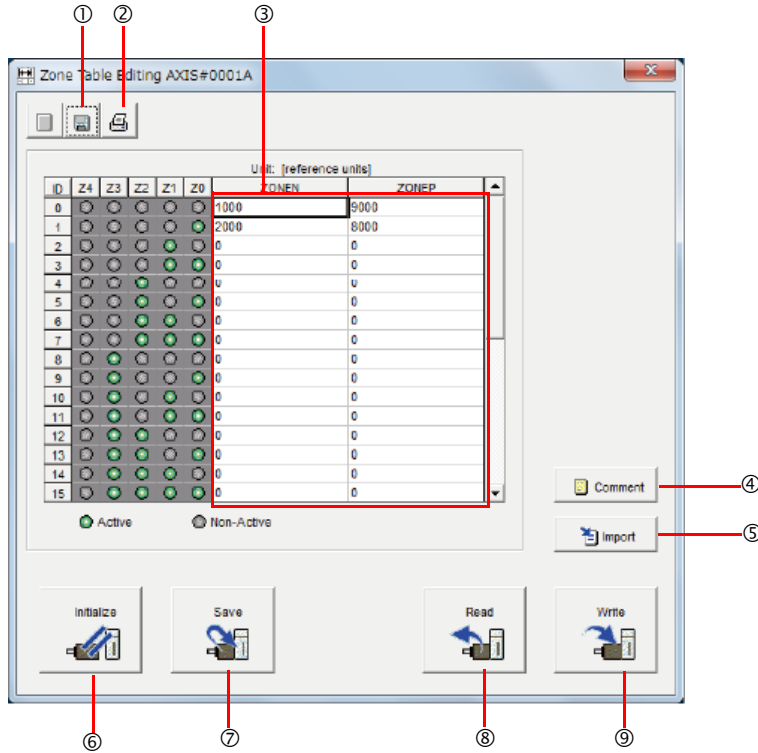 ① ② ③
Zone Table Editing AXIS#0001A
Unit: [reference units]
ID Z4 Z3 Z2 Z1 Z0 ZONEN ZONEP
0 1000 9000
1 2000 8000
2 0 0
3 0 0
4 0 0
5 0 0
6 0 0
7 0 0
8 0 0
9 0 0
10 0 0
11 0 0
12 0 0
13 0 0
14 0 0
15 0 0
Active Non-Active
Comment ④
Import ⑤
Initialize Save Read Write
⑥ ⑦ ⑧ ⑨